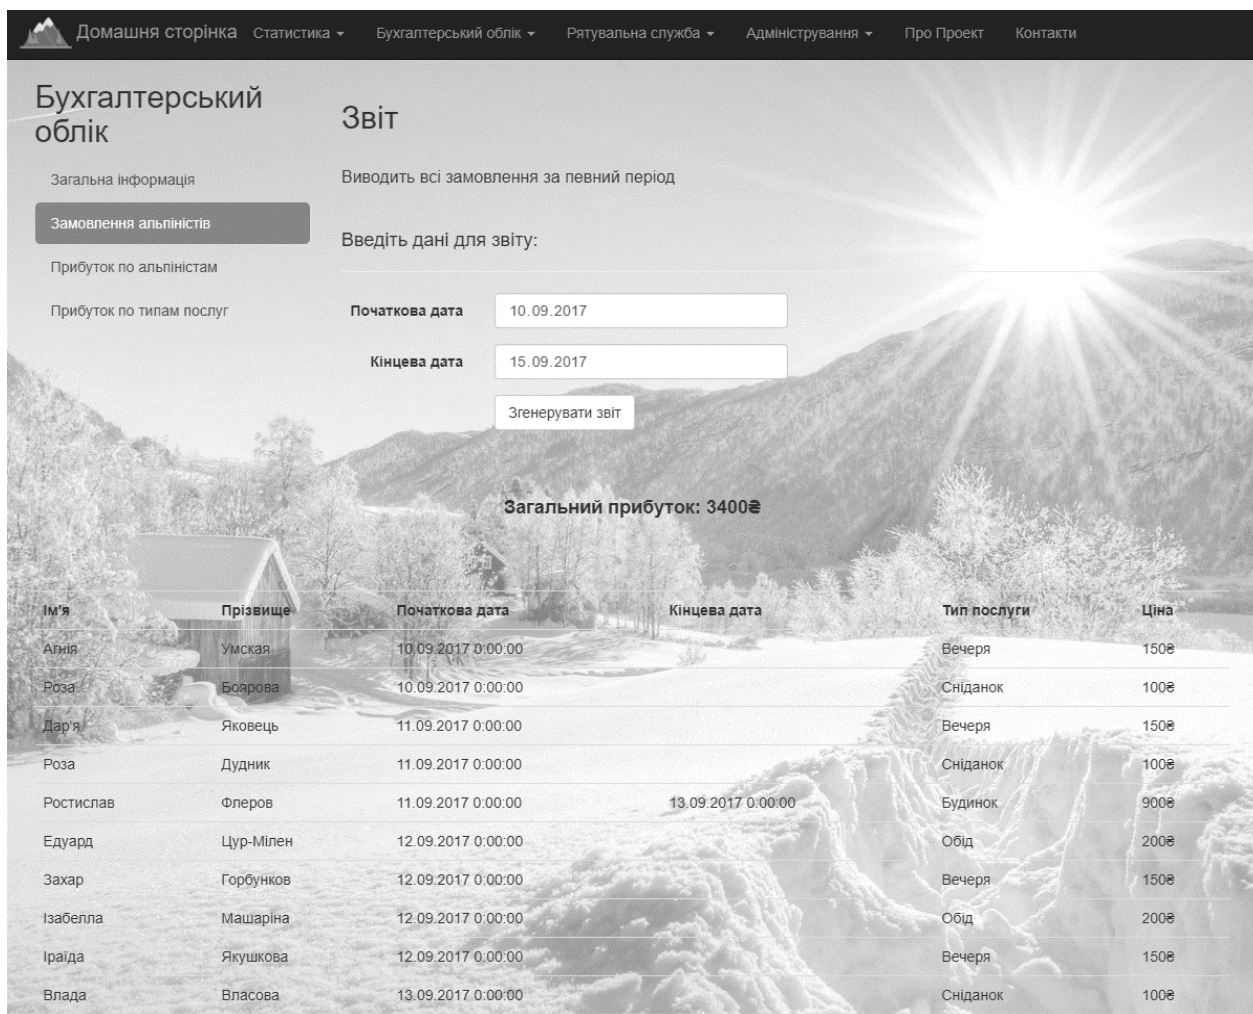 Домашня сторінка Статистика Бухгалтерський облік Рятувальна служба Адміністрування Про Проект Контакти
Бухгалтерський
облік
Загальна інформація
Замовлення альпіністів
Прибуток по альпіністам
Прибуток по типам послуг
Звіт
Виводить всі замовлення за певний період
Введіть дані для звіту:
Початкова дата 10.09.2017
Кінцева дата 15.09.2017
Згенерувати звіт
Загальний прибуток: 3400₴
Ім'я Прізвище Початкова дата Кінцева дата Тип послуги Ціна
Агнія Умская 10.09.2017 0:00:00 Вечеря 150₴
Роза Боярова 10.09.2017 0:00:00 Сніданок 100₴
Дар'я Яковець 11.09.2017 0:00:00 Вечеря 150₴
Роза Дудник 11.09.2017 0:00:00 Сніданок 100₴
Ростислав Флеров 11.09.2017 0:00:00 13.09.2017 0:00:00 Будинок 900₴
Едуард Цур-Мілен 12.09.2017 0:00:00 Обід 200₴
Захар Горбунков 12.09.2017 0:00:00 Вечеря 150₴
Ізабелла Машаріна 12.09.2017 0:00:00 Обід 200₴
Іраїда Якушкова 12.09.2017 0:00:00 Вечеря 150₴
Влада Власова 13.09.2017 0:00:00 Сніданок 100₴